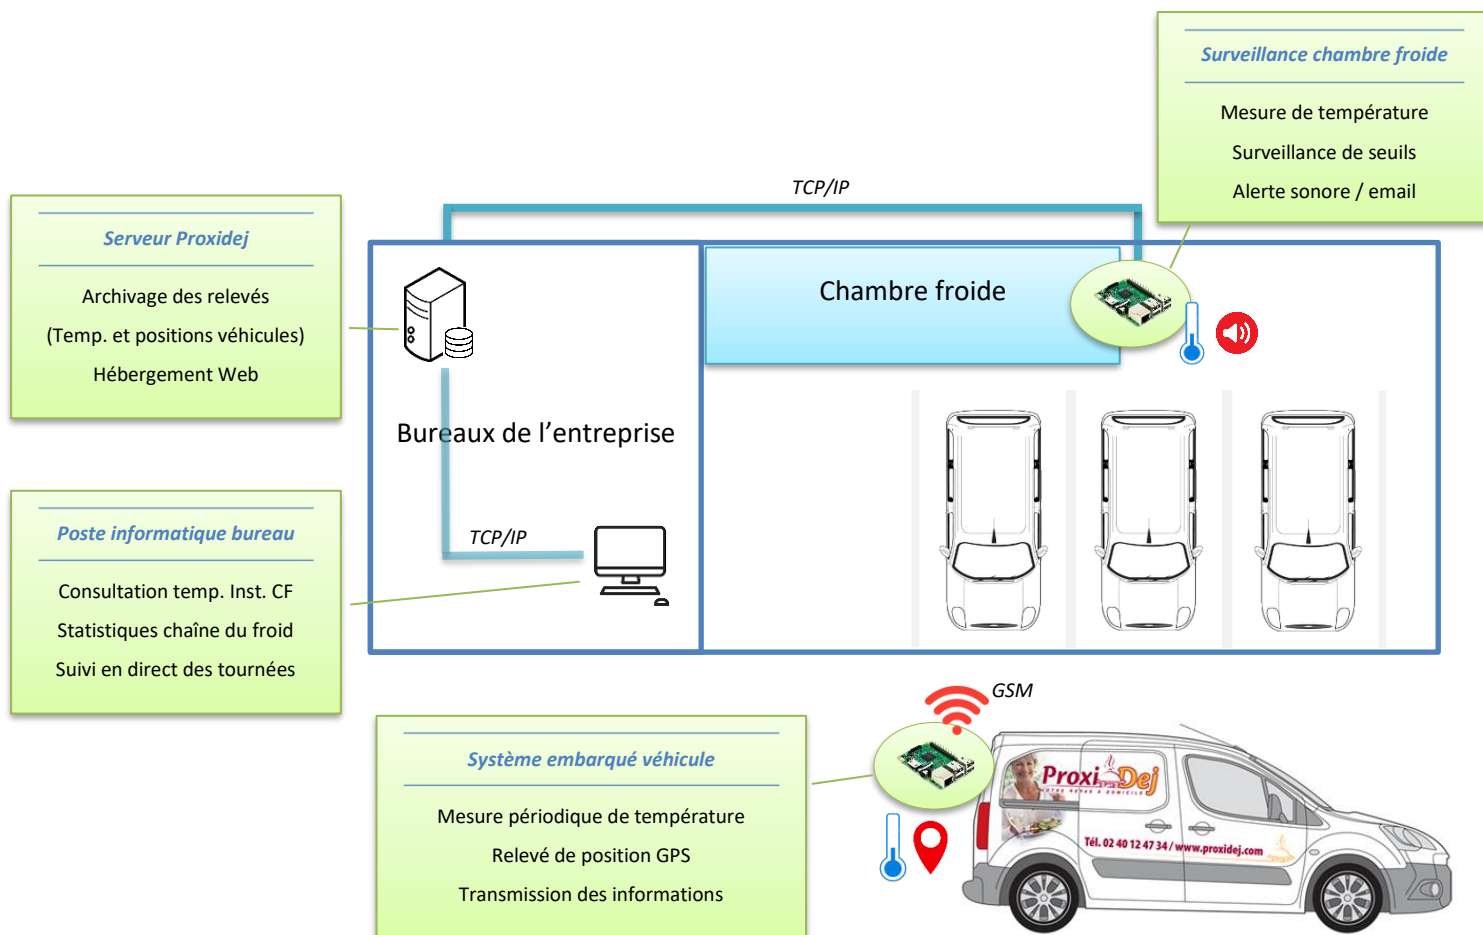 Surveillance chambre froide
Mesure de température
Surveillance de seuils
Alerte sonore / email
TCP/IP
Serveur Proxidej
Archivage des relevés
(Temp. et positions véhicules)
Hébergement Web
Chambre froide
Bureaux de l’entreprise
TCP/IP
Poste informatique bureau
Consultation temp. Inst. CF
Statistiques chaîne du froid
Suivi en direct des tournées
GSM
Système embarqué véhicule
Mesure périodique de température
Relevé de position GPS
Transmission des informations
Proxi Dej
VOTRE REPAS À DOMICILE
Tél. 02 40 12 47 34 / www.proxidej.com